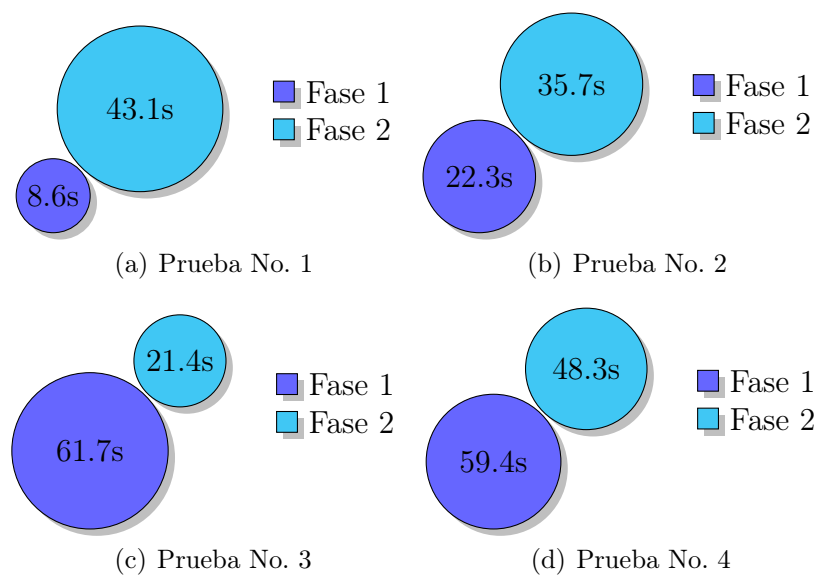 43.1s
8.6s
Fase 1
Fase 2
(a) Prueba No. 1
35.7s
22.3s
Fase 1
Fase 2
(b) Prueba No. 2
21.4s
61.7s
Fase 1
Fase 2
(c) Prueba No. 3
48.3s
59.4s
Fase 1
Fase 2
(d) Prueba No. 4